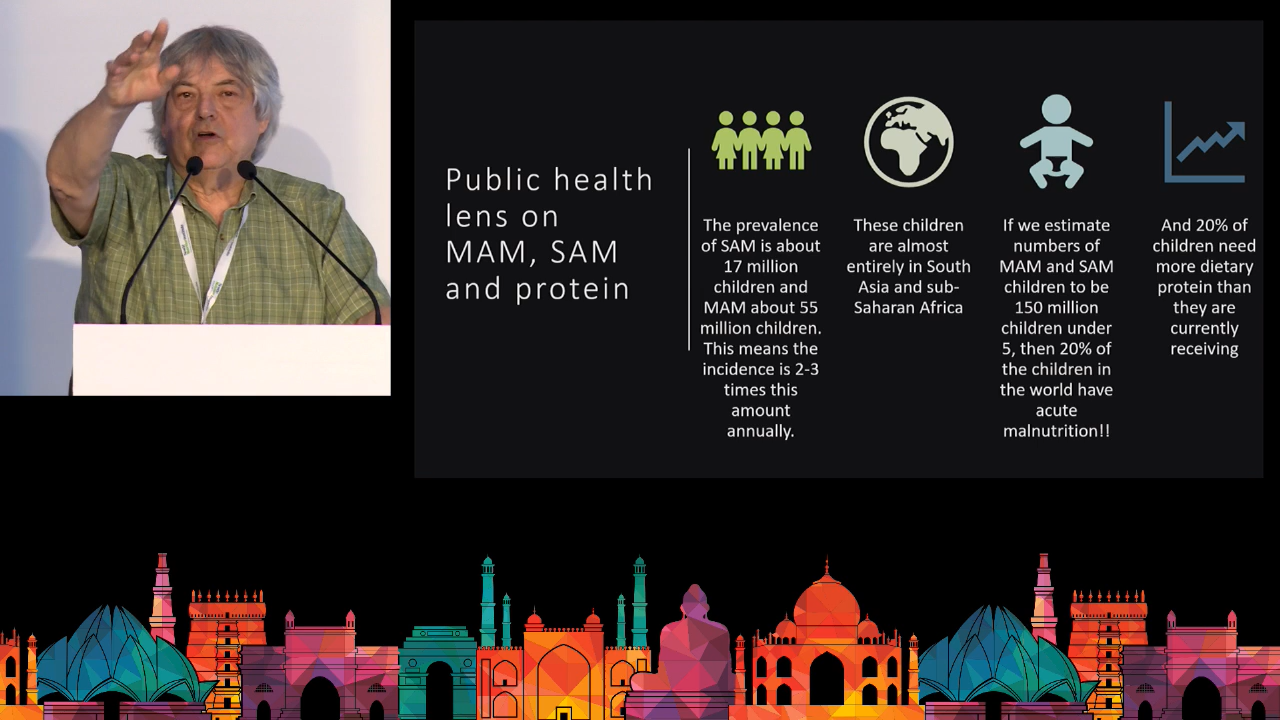 Public health
lens on
MAM, SAM
and protein
The prevalence
of SAM is about
17 million
children and
MAM about 55
million children.
This means the
incidence is 2-3
times this
amount
annually.
These children
are almost
entirely in South
Asia and sub-
Saharan Africa
If we estimate
numbers of
MAM and SAM
children to be
150 million
children under
5, then 20% of
the children in
the world have
acute
malnutrition!!
And 20% of
children need
more dietary
protein than
they are
currently
receiving